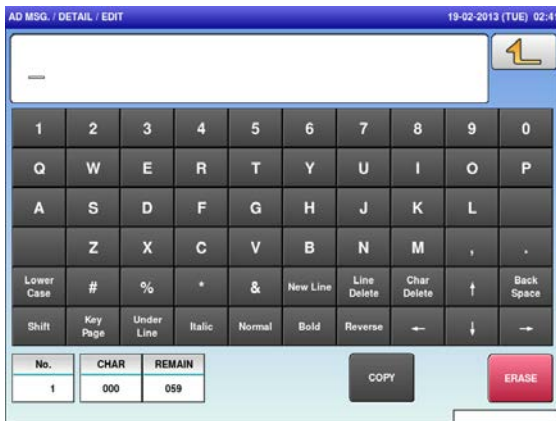 AD MSG. / DETAIL / EDIT 19-02-2013 (TUE) 02:4
1 2 3 4 5 6 7 8 9 0
Q W E R T Y U I O P
A S D F G H J K L
Z X C V B N M , .
Lower Case # % * & New Line Line Delete Char Delete ↑ Back Space
Shift Key Page Under Line Italic Normal Bold Reverse ← ↓ →
No. CHAR REMAIN
1 000 059
COPY
ERASE